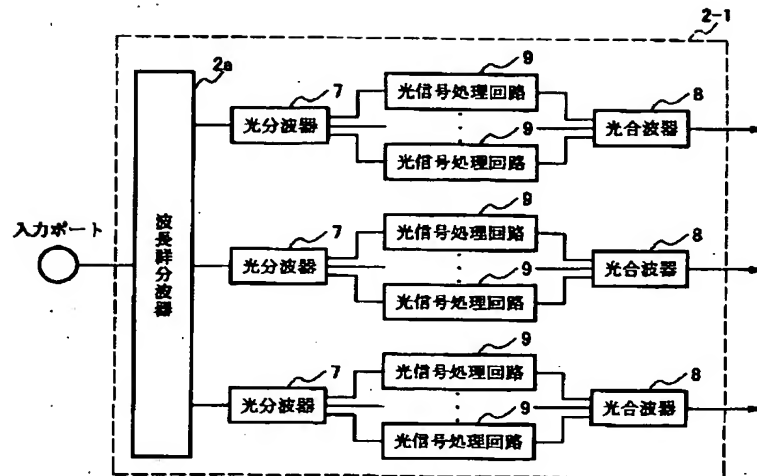 2-1
2a
9
7
光信号処理回路
8
光分波器
光合波器
9
光信号処理回路
9
入力ポート
波長群分波器
7
光信号処理回路
8
光分波器
光合波器
9
光信号処理回路
9
7
光信号処理回路
8
光分波器
光合波器
9
光信号処理回路